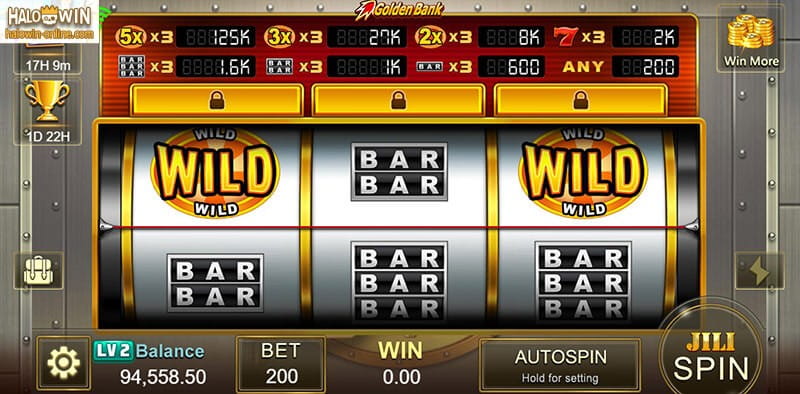 HALO WIN
halowin-online.com
Golden Bank
5x x3 125K 3x x3 27K 2x x3 8K 7 x3 2K
BAR BAR BAR x3 1.6K BAR BAR x3 1K BAR x3 600 ANY 200
17H 9m
Win More
1D 22H
WILD WILD
WILD BAR WILD
WILD BAR WILD
BAR BAR BAR
BAR BAR BAR
BAR BAR
LV2 Balance BET WIN AUTOSPIN JILI
94,558.50 200 0.00 Hold for setting SPIN